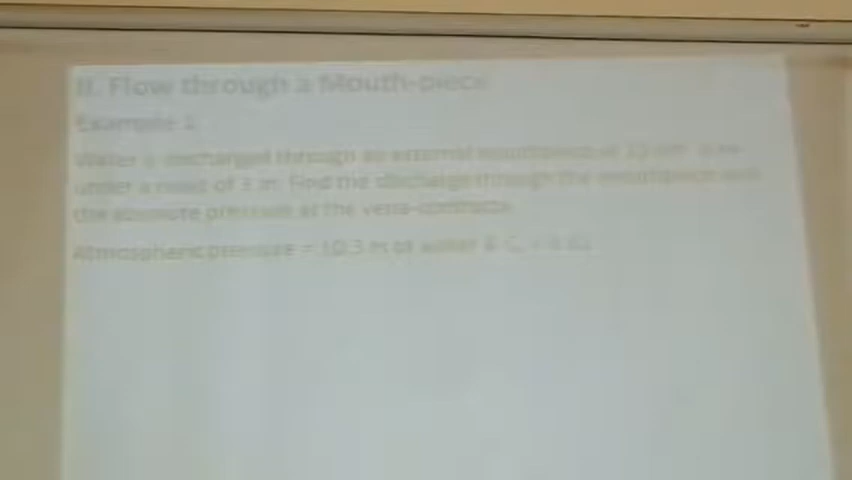 II. Flow through a Mouth-piece
Example 1
Water is discharged through an external mouthpiece of
under a head of 3 m. Find the discharge through the mouthpiece and
the absolute pressure at the vena-contracta.
Atmospheric pressure = 10.3 m of water &